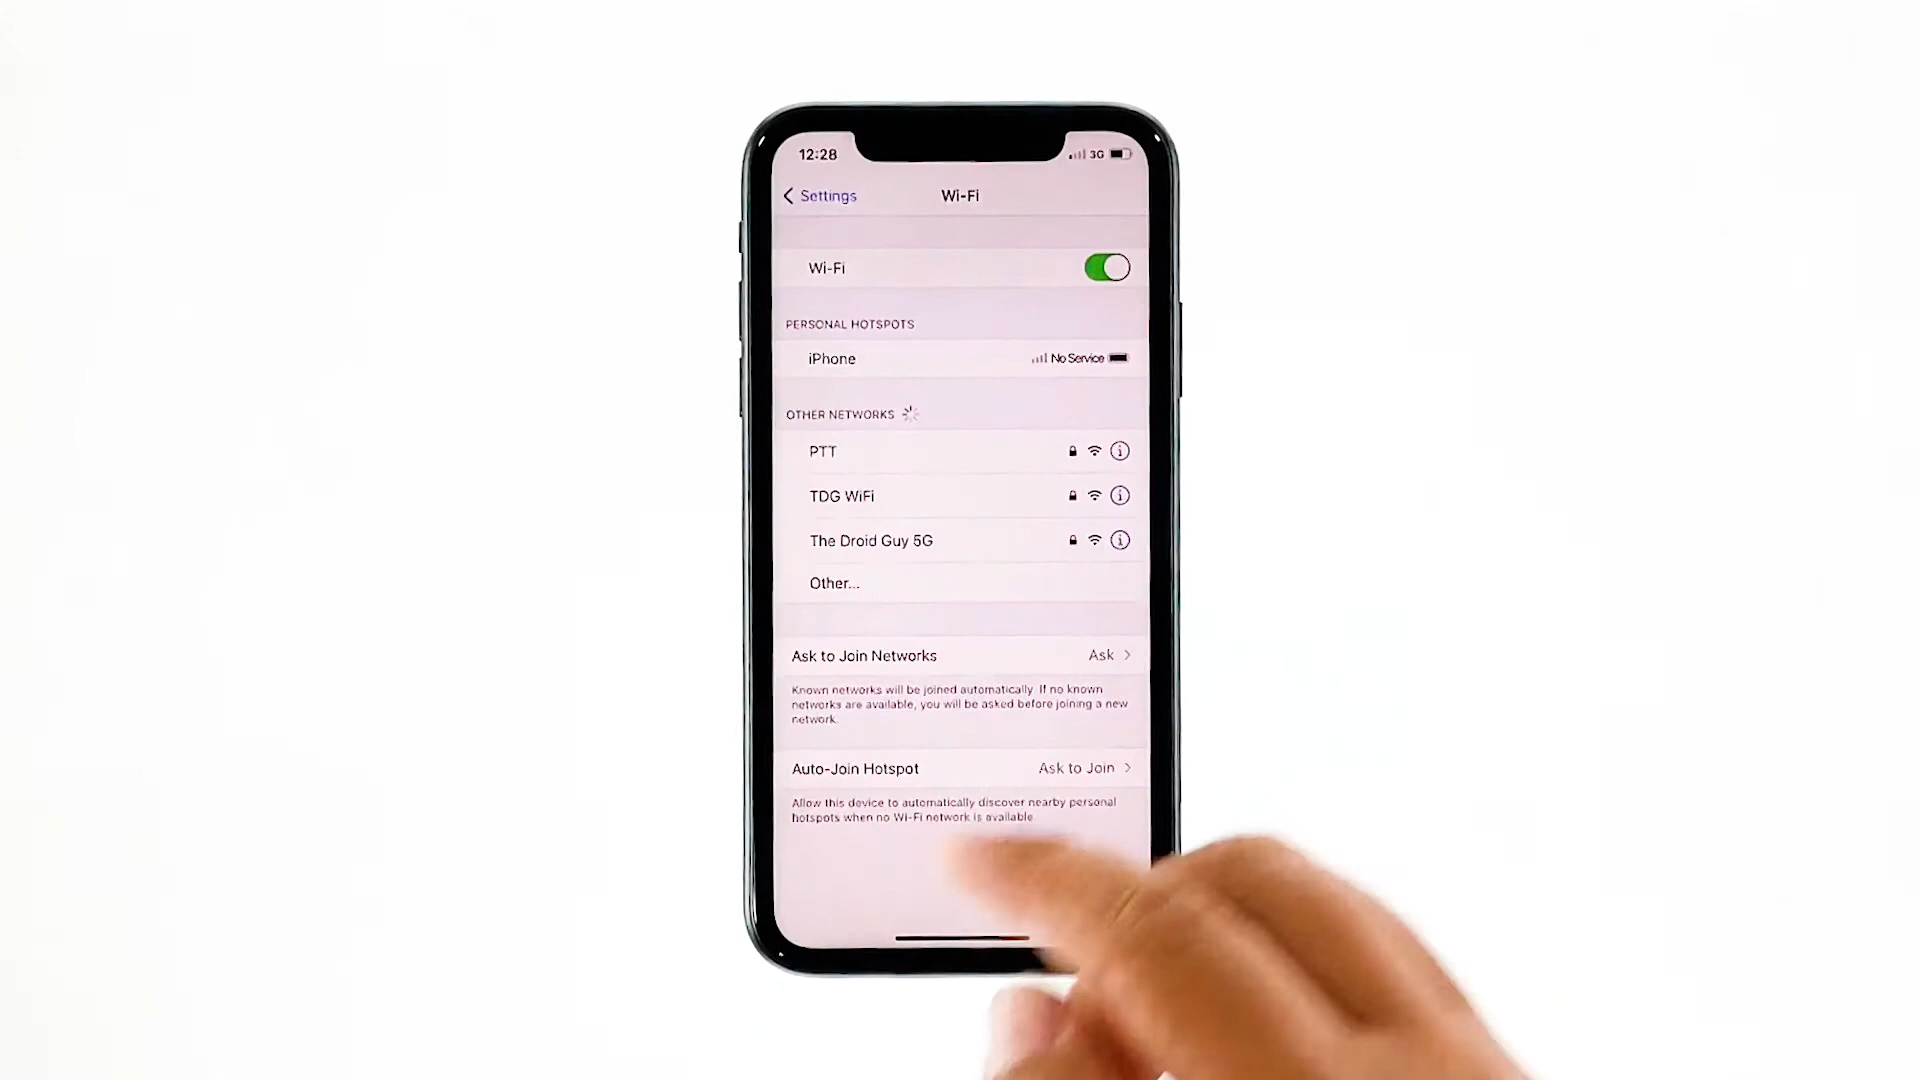 12:28 3G
Settings Wi-Fi
Wi-Fi
PERSONAL HOTSPOTS
iPhone No Service
OTHER NETWORKS
PTT
TDG WiFi
The Droid Guy 5G
Other...
Ask to Join Networks Ask
Known networks will be joined automatically. If no known
networks are available, you will be asked before joining a new
network.
Auto-Join Hotspot Ask to Join
Allow this device to automatically discover nearby personal
hotspots when no Wi-Fi network is available.